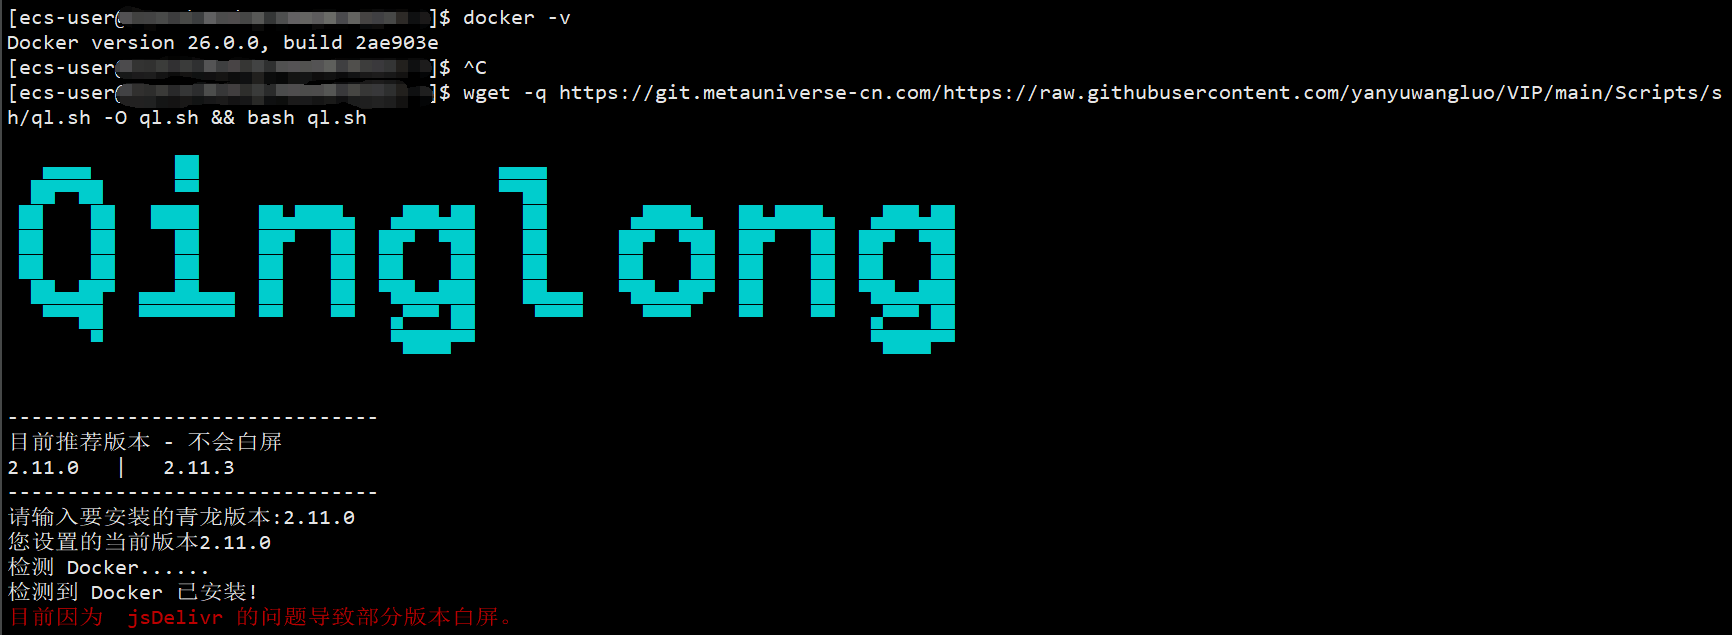 [ecs-user@ ]$ docker -v
Docker version 26.0.0, build 2ae903e
[ecs-user@ ]$ ^C
[ecs-user@ ]$ wget -q https://git.metauniverse-cn.com/https://raw.githubusercontent.com/yanyuwangluo/VIP/main/Scripts/s
h/ql.sh -O ql.sh && bash ql.sh
Qinglong
-------------------------------
目前推荐版本 - 不会白屏
2.11.0 | 2.11.3
-------------------------------
请输入要安装的青龙版本:2.11.0
您设置的当前版本2.11.0
检测 Docker......
检测到 Docker 已安装!
目前因为 jsDelivr 的问题导致部分版本白屏。